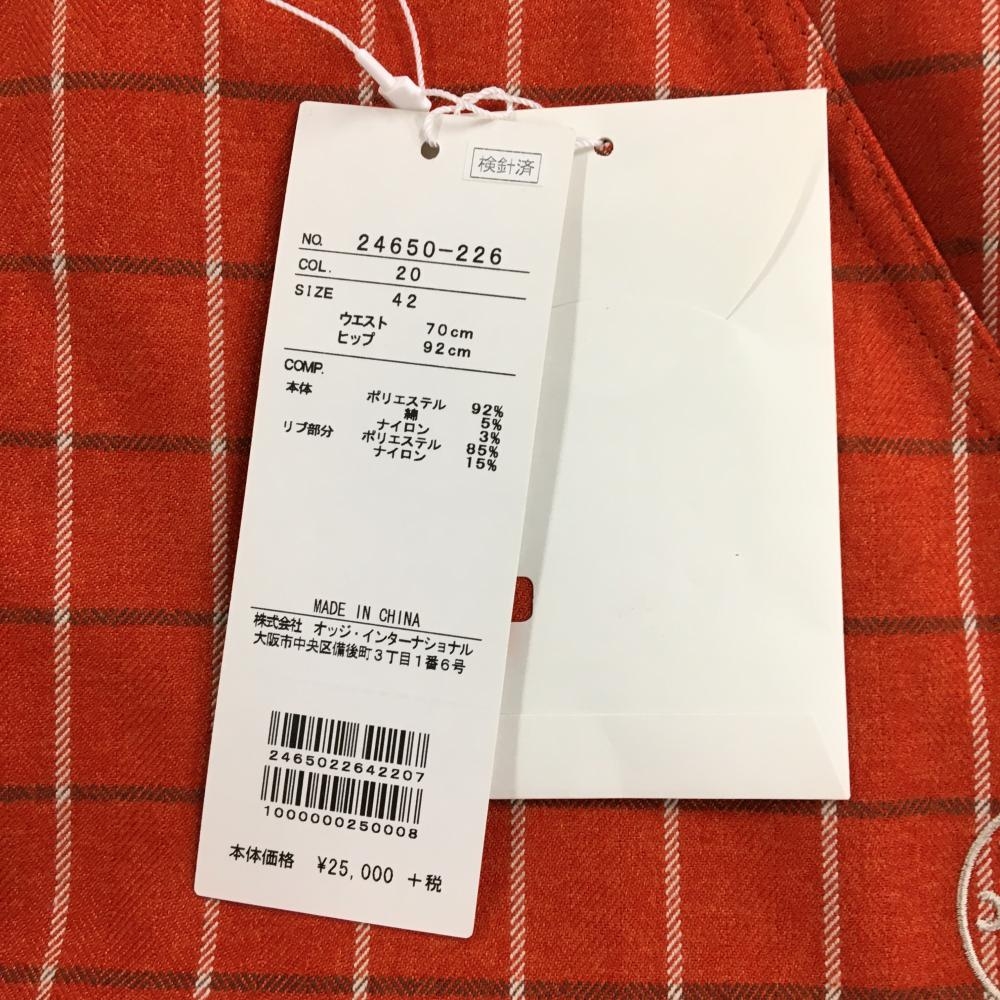 検針済
NO. 24650-226
COL. 20
SIZE 42
ウエスト 70cm
ヒップ 92cm
COMP.
本体 ポリエステル 92%
綿 5%
ナイロン 3%
リブ部分 ポリエステル 85%
ナイロン 15%
MADE IN CHINA
株式会社 オッジ・インターナショナル
大阪市中央区備後町3丁目1番6号
2465022642207
1000000250008
本体価格 ¥25,000 +税